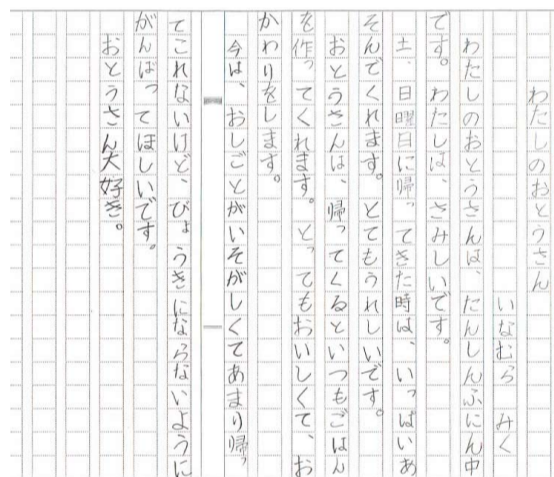 わたしのおとうさん
いなむら みく
わたしのおとうさんは、たんしんふにん中
です。わたしは、さみしいです。
土、日曜日に帰ってきた時は、いっぱいあ
そんでくれます。とてもうれしいです。
おとうさんは、帰ってくるといつもごはん
を作ってくれます。とってもおいしくて、お
かわりをします。
今は、おしごとがいそがしくてあまり帰っ
てこれないけど、びょうきにならないように
がんばってほしいです。
おとうさん大好き。